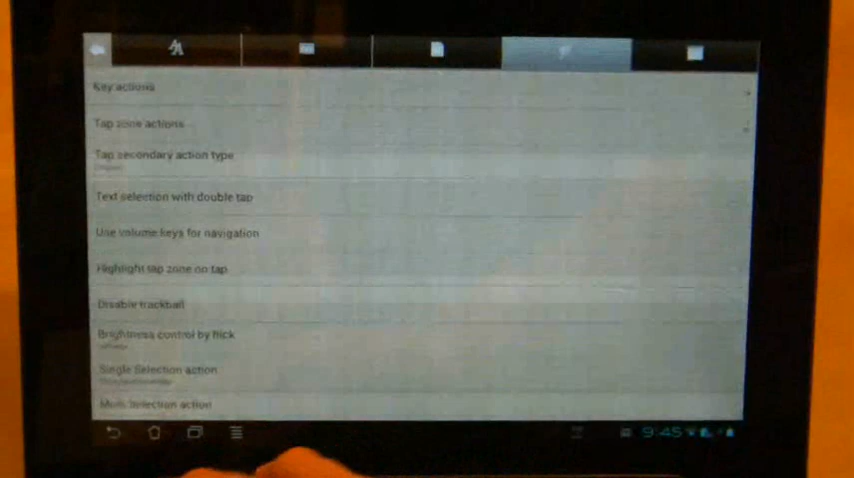 Key actions
Tap zone actions
Tap secondary action type
Text selection with double tap
Use volume keys for navigation
Highlight tap zone on tap
Disable trackball
Brightness control by flick
Single Selection action
Multi Selection action
9:45